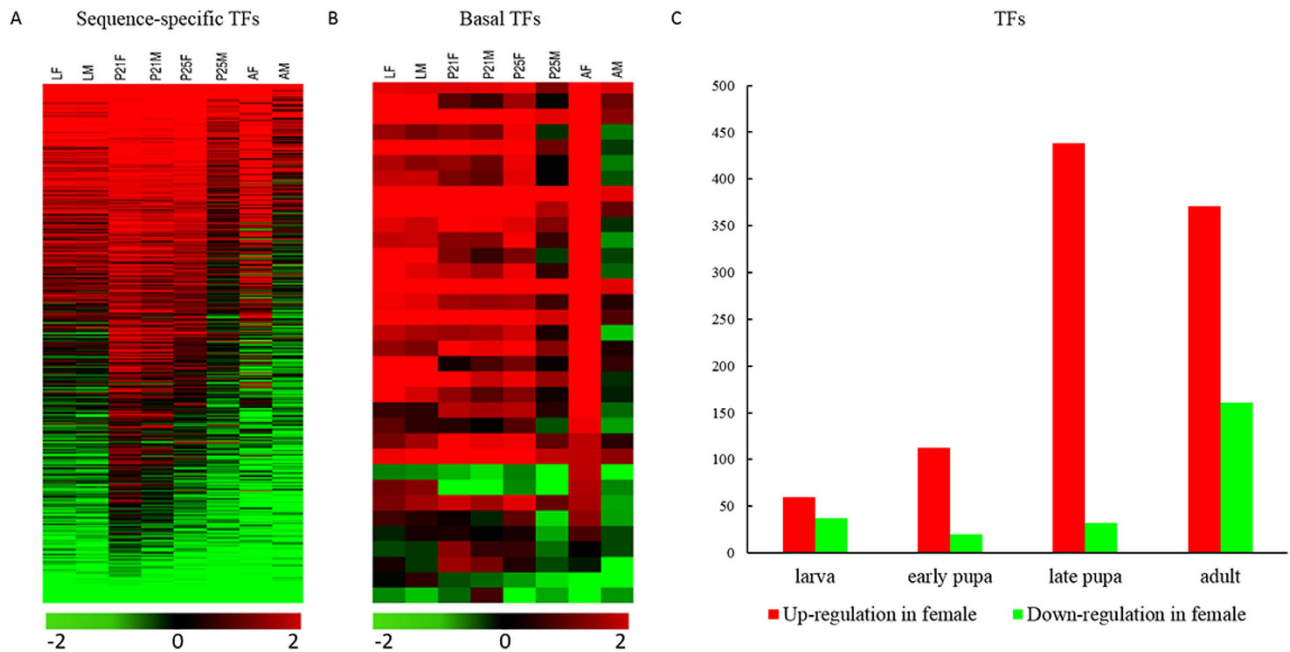 A Sequence-specific TFs
LF LM P21F P21M P25F P25M AF AM
-2 0 2
B Basal TFs
LF LM P21F P21M P25F P25M AF AM
-2 0 2
C TFs
500
450
400
350
300
250
200
150
100
50
0
larva early pupa late pupa adult
Up-regulation in female Down-regulation in female